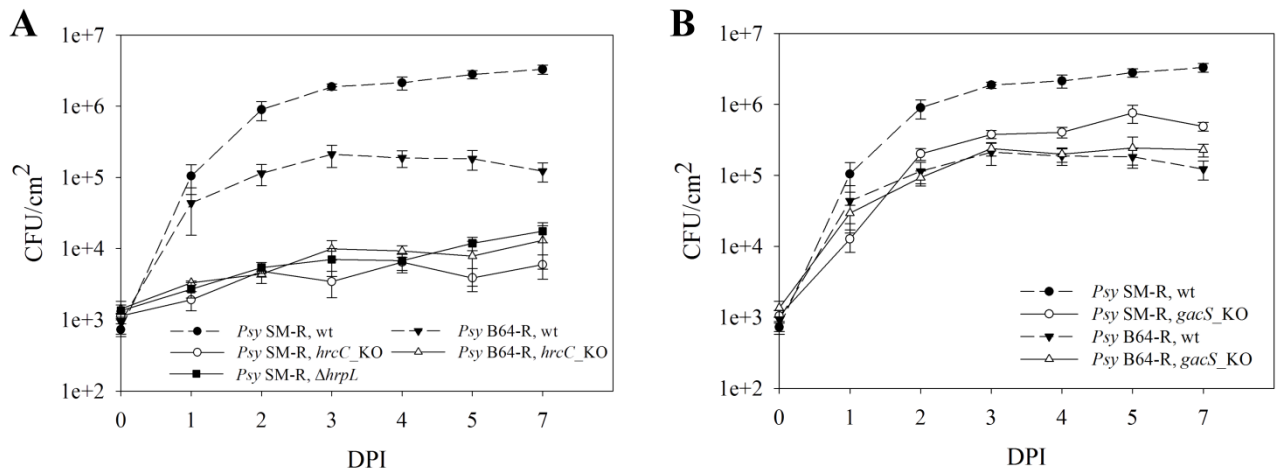 A
1e+7
1e+6
1e+5
1e+4
1e+3
1e+2
CFU/cm²
0 1 2 3 4 5 7
DPI
Psy SM-R, wt
Psy B64-R, wt
Psy SM-R, hrcC_KO
Psy B64-R, hrcC_KO
Psy SM-R, ΔhrpL
B
1e+7
1e+6
1e+5
1e+4
1e+3
1e+2
CFU/cm²
0 1 2 3 4 5 7
DPI
Psy SM-R, wt
Psy SM-R, gacS_KO
Psy B64-R, wt
Psy B64-R, gacS_KO